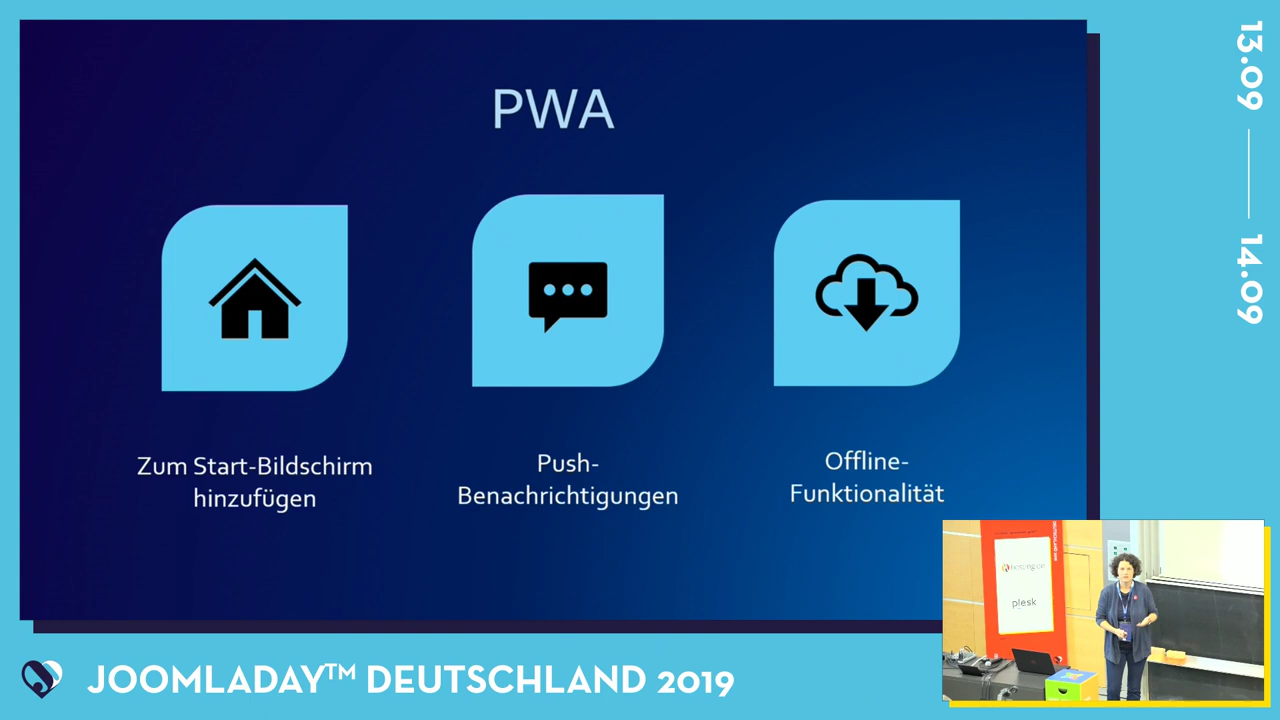 PWA
Zum Start-Bildschirm
hinzufügen
Push-
Benachrichtigungen
Offline-
Funktionalität
13.09
14.09
plesk
JOOMLADAY™ DEUTSCHLAND 2019